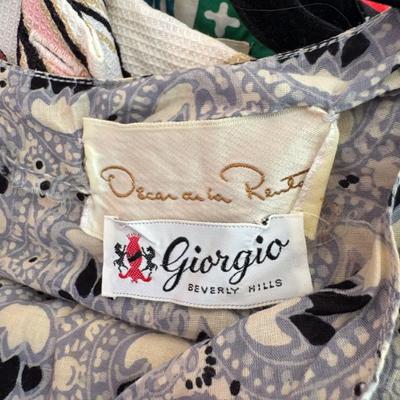 Oscar de la Renta
Giorgio
BEVERLY HILLS